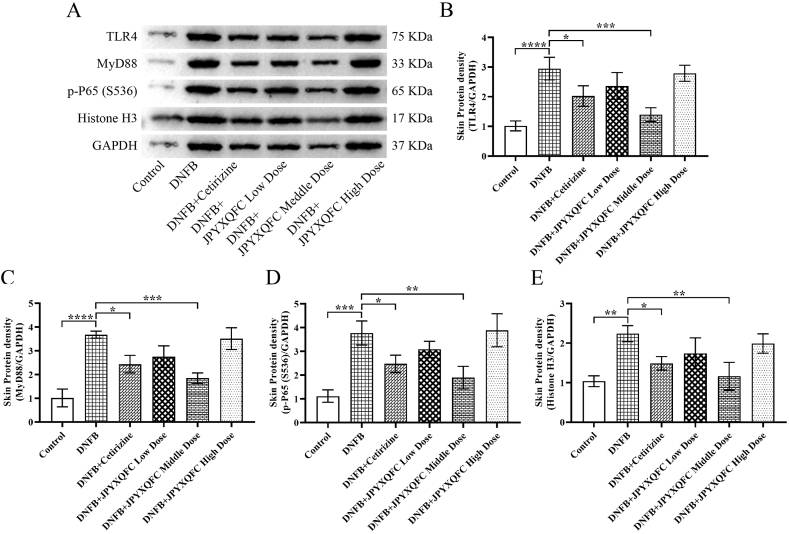 A
TLR4
75 KDa
MyD88
33 KDa
p-P65 (S536)
65 KDa
Histone H3
17 KDa
GAPDH
37 KDa
Control
DNFB
DNFB+Cetirizine
DNFB+
JPYXQFC Low Dose
DNFB+
JPYXQFC Meddle Dose
DNFB+
JPYXQFC High Dose
B
Skin Protein density
(TLR4/GAPDH)
4
3
2
1
0
****
*
***
Control
DNFB
DNFB+Cetirizine
DNFB+JPYXQFC Low Dose
DNFB+JPYXQFC Middle Dose
DNFB+JPYXQFC High Dose
C
Skin Protein density
(MyD88/GAPDH)
5
4
3
2
1
0
****
*
***
Control
DNFB
DNFB+Cetirizine
DNFB+JPYXQFC Low Dose
DNFB+JPYXQFC Middle Dose
DNFB+JPYXQFC High Dose
D
Skin Protein density
(p-P65 (S536)/GAPDH)
5
4
3
2
1
0
***
*
**
Control
DNFB
DNFB+Cetirizine
DNFB+JPYXQFC Low Dose
DNFB+JPYXQFC Middle Dose
DNFB+JPYXQFC High Dose
E
Skin Protein density
(Histone H3/GAPDH)
3
2
1
0
**
*
**
Control
DNFB
DNFB+Cetirizine
DNFB+JPYXQFC Low Dose
DNFB+JPYXQFC Middle Dose
DNFB+JPYXQFC High Dose